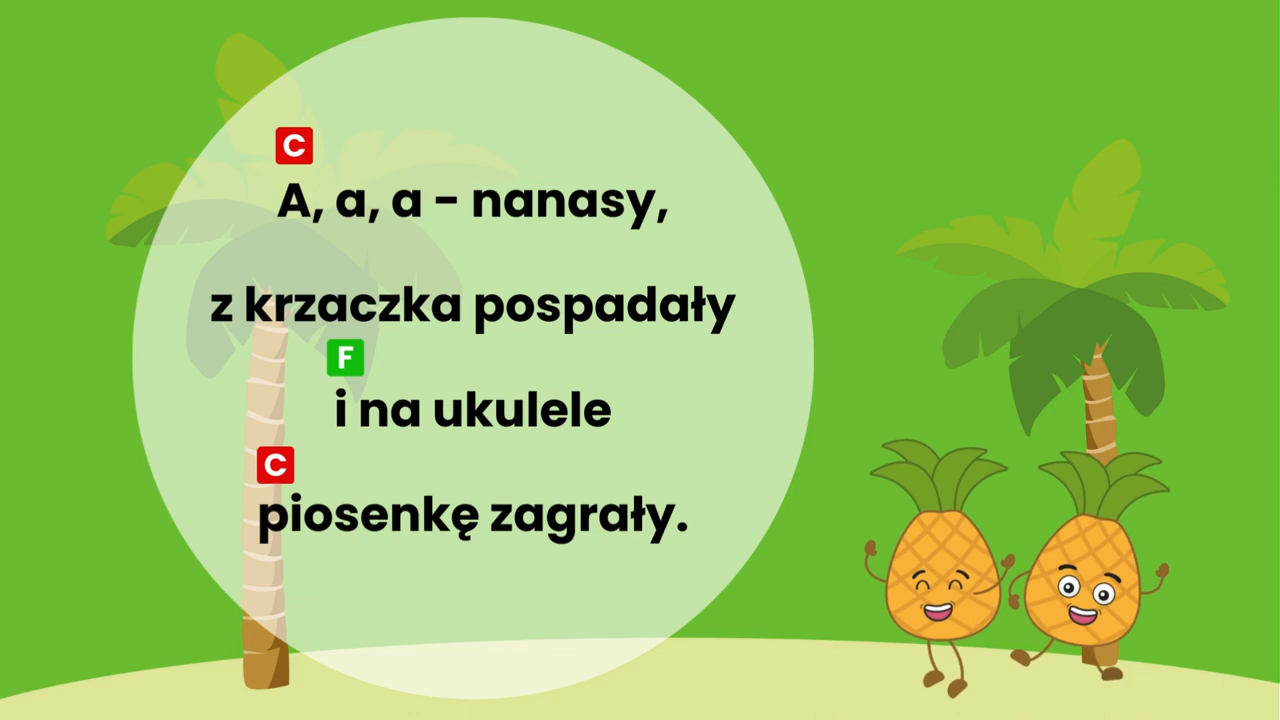 C
A, a, a - nanasy,
z krzaczka pospadały
F
i na ukulele
C
piosenkę zagrały.